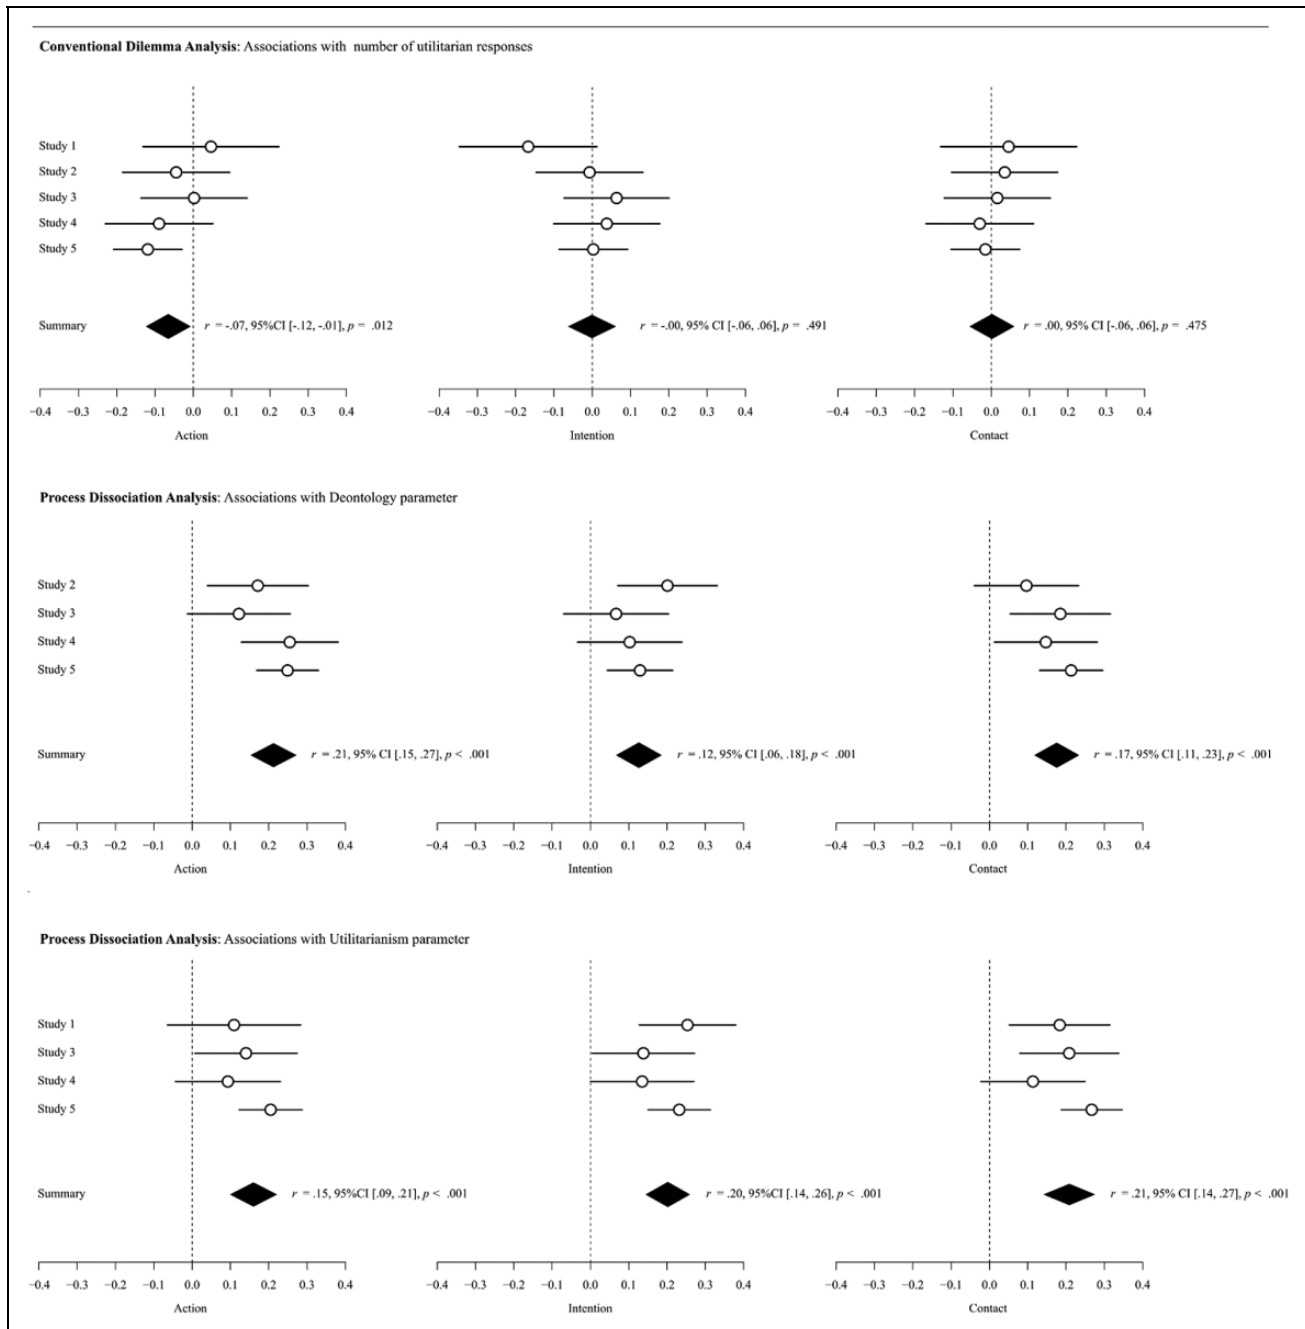 Conventional Dilemma Analysis: Associations with number of utilitarian responses
Study 1
Study 2
Study 3
Study 4
Study 5
Summary
r = -.07, 95%CI [-.12, -.01], p = .012
r = -.00, 95% CI [-.06, .06], p = .491
r = .00, 95% CI [-.06, .06], p = .475
−0.4 −0.3 −0.2 −0.1 0.0 0.1 0.2 0.3 0.4
−0.4 −0.3 −0.2 −0.1 0.0 0.1 0.2 0.3 0.4
−0.4 −0.3 −0.2 −0.1 0.0 0.1 0.2 0.3 0.4
Action
Intention
Contact
Process Dissociation Analysis: Associations with Deontology parameter
Study 2
Study 3
Study 4
Study 5
Summary
r = .21, 95% CI [.15, .27], p < .001
r = .12, 95% CI [.06, .18], p < .001
r = .17, 95% CI [.11, .23], p < .001
−0.4 −0.3 −0.2 −0.1 0.0 0.1 0.2 0.3 0.4
−0.4 −0.3 −0.2 −0.1 0.0 0.1 0.2 0.3 0.4
−0.4 −0.3 −0.2 −0.1 0.0 0.1 0.2 0.3 0.4
Action
Intention
Contact
Process Dissociation Analysis: Associations with Utilitarianism parameter
Study 1
Study 3
Study 4
Study 5
Summary
r = .15, 95%CI [.09, .21], p < .001
r = .20, 95%CI [.14, .26], p < .001
r = .21, 95% CI [.14, .27], p < .001
−0.4 −0.3 −0.2 −0.1 0.0 0.1 0.2 0.3 0.4
−0.4 −0.3 −0.2 −0.1 0.0 0.1 0.2 0.3 0.4
−0.4 −0.3 −0.2 −0.1 0.0 0.1 0.2 0.3 0.4
Action
Intention
Contact